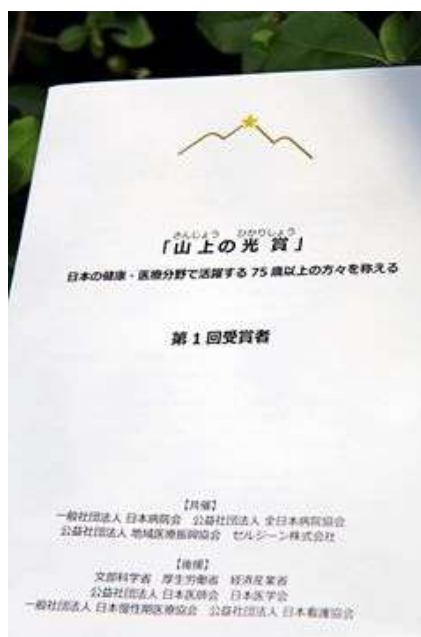 さんじょう ひかりしょう
「山上の光賞」
日本の健康・医療分野で活躍する 75 歳以上の方々を称える
第 1 回受賞者
【共催】
一般社団法人 日本病院会 公益社団法人 全日本病院協会
公益社団法人 地域医療振興協会 セルジーン株式会社
【後援】
文部科学省 厚生労働省 経済産業省
公益社団法人 日本医師会 日本医学会
一般社団法人 日本慢性期医療協会 公益社団法人 日本看護協会